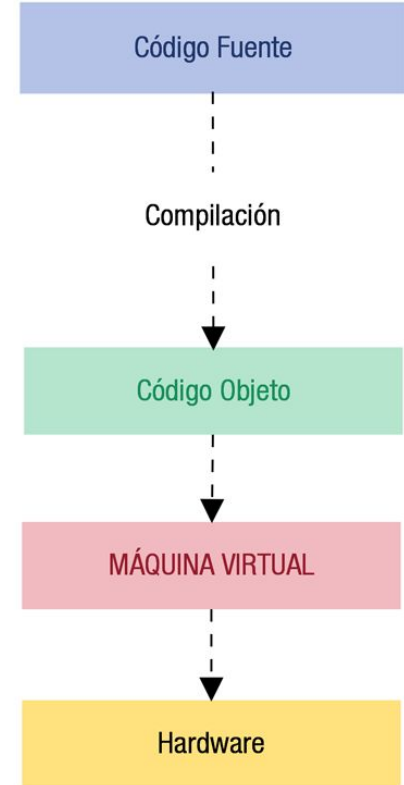 Código Fuente
Compilación
Código Objeto
MÁQUINA VIRTUAL
Hardware